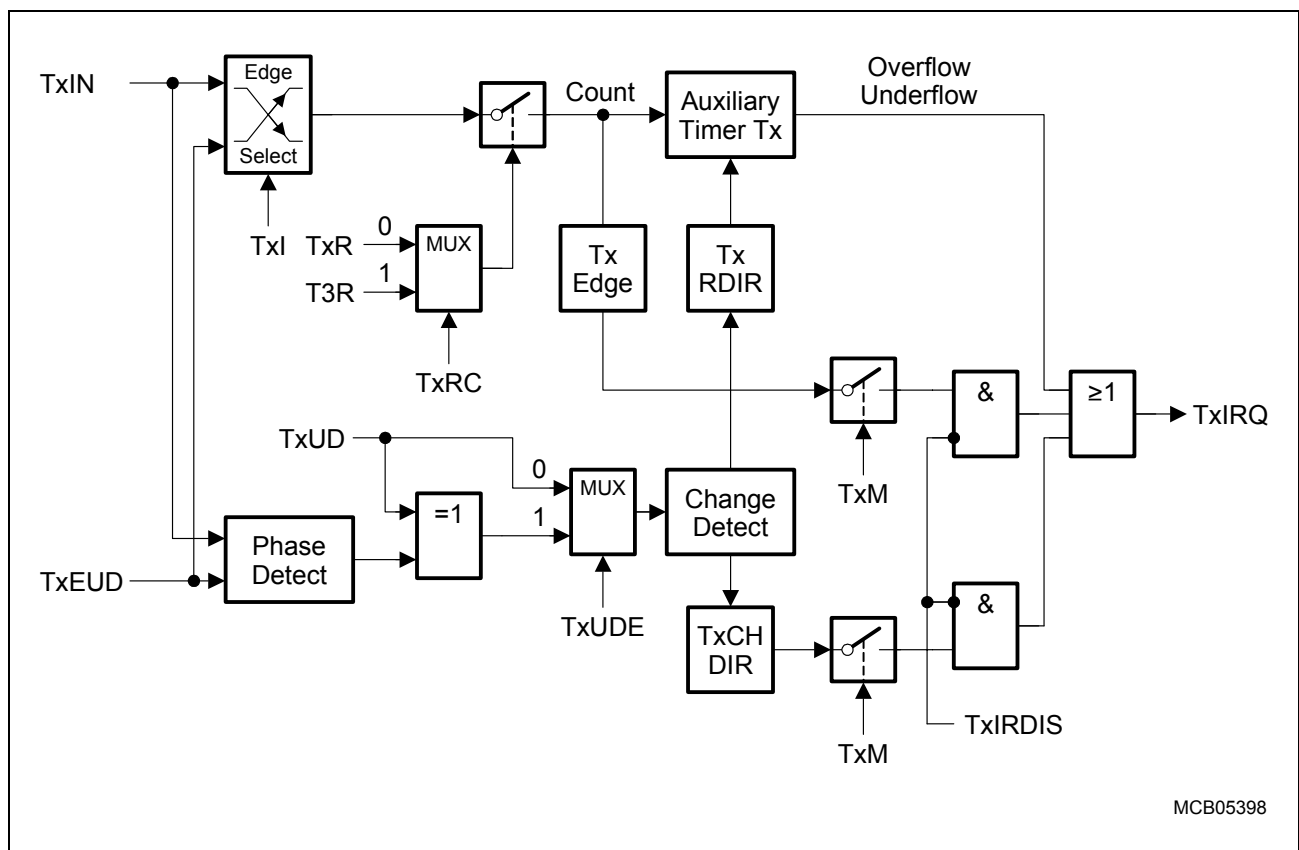 TxIN
Edge
Select
TxI
Count
Auxiliary
Timer Tx
Overflow
Underflow
TxR
0
T3R
1
MUX
TxRC
Tx
Edge
Tx
RDIR
TxM
&
≥1
TxIRQ
TxUD
0
1
MUX
=1
Phase
Detect
TxEUD
TxUDE
Change
Detect
TxCH
DIR
TxM
&
TxIRDIS
MCB05398